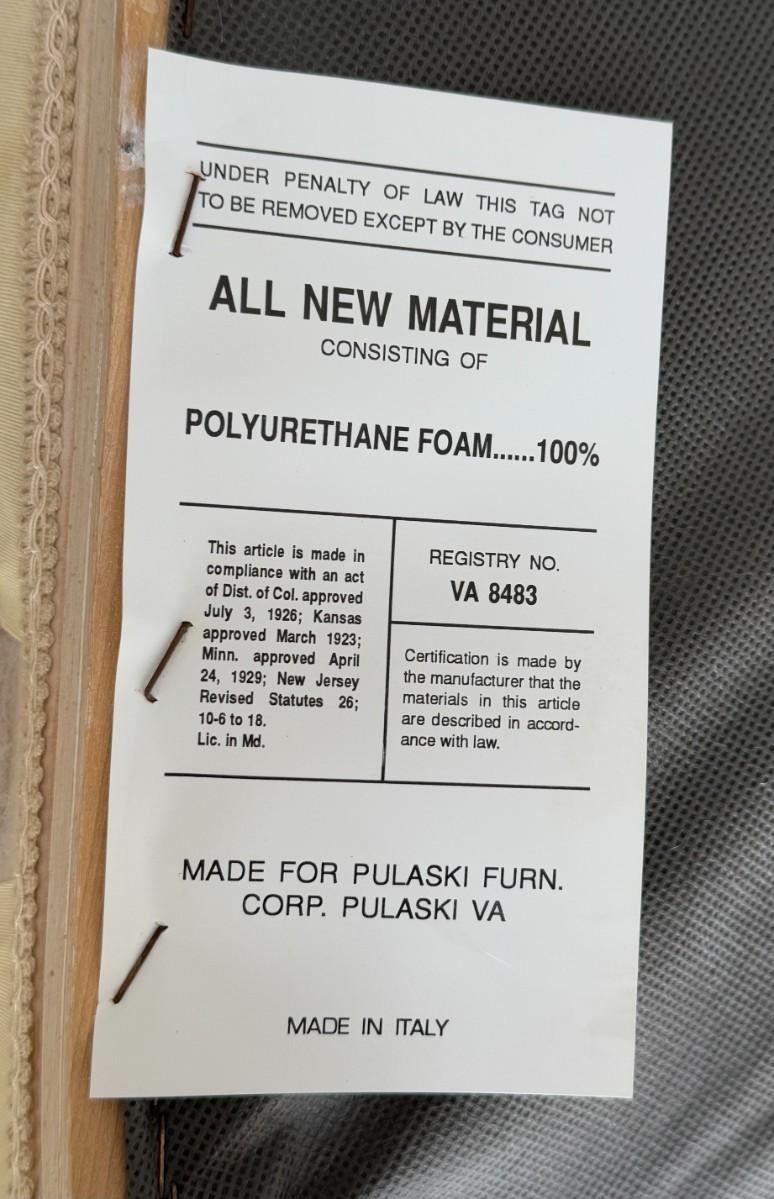 UNDER PENALTY OF LAW THIS TAG NOT
TO BE REMOVED EXCEPT BY THE CONSUMER
ALL NEW MATERIAL
CONSISTING OF
POLYURETHANE FOAM......100%
This article is made in
compliance with an act
of Dist. of Col. approved
July 3, 1926; Kansas
approved March 1923;
Minn. approved April
24, 1929; New Jersey
Revised Statutes 26;
10-6 to 18.
Lic. in Md.
REGISTRY NO.
VA 8483
Certification is made by
the manufacturer that the
materials in this article
are described in accord-
ance with law.
MADE FOR PULASKI FURN.
CORP. PULASKI VA
MADE IN ITALY